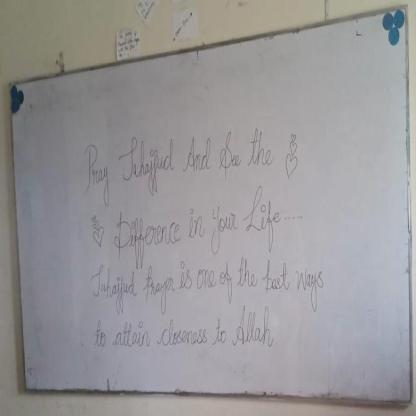 Pray Tahajjud And See the
Difference in Your Life....
Tahajjud Prayer is one of the best Ways
to attain closeness to Allah